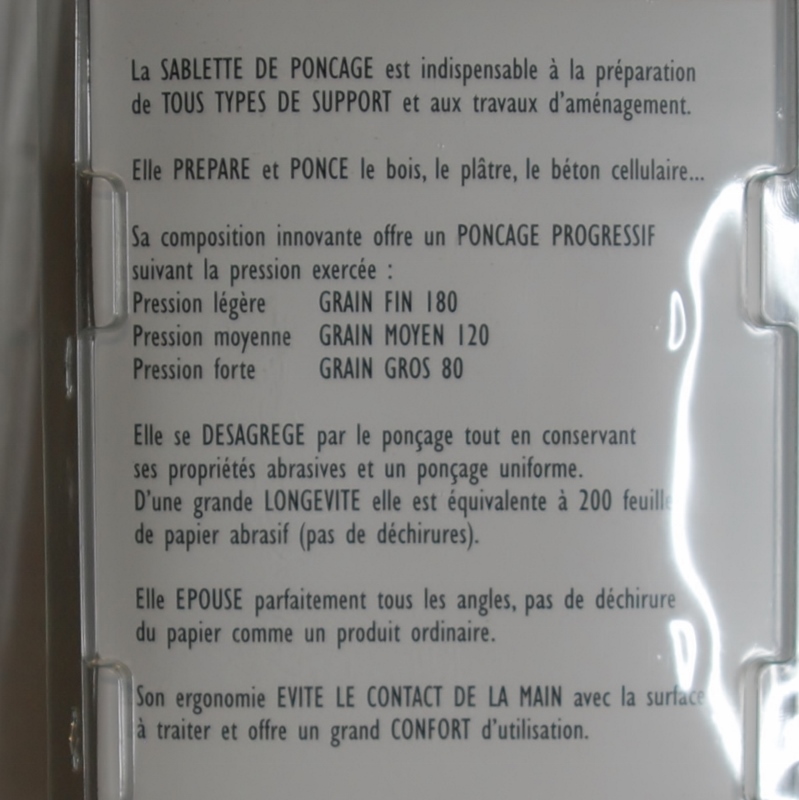 La SABLETTE DE PONCAGE est indispensable à la préparation
de TOUS TYPES DE SUPPORT et aux travaux d'aménagement.
Elle PREPARE et PONCE le bois, le plâtre, le béton cellulaire...
Sa composition innovante offre un PONCAGE PROGRESSIF
suivant la pression exercée :
Pression légère GRAIN FIN 180
Pression moyenne GRAIN MOYEN 120
Pression forte GRAIN GROS 80
Elle se DESAGREGE par le ponçage tout en conservant
ses propriétés abrasives et un ponçage uniforme.
D'une grande LONGEVITE elle est équivalente à 200 feuille
de papier abrasif (pas de déchirures).
Elle EPOUSE parfaitement tous les angles, pas de déchirure
du papier comme un produit ordinaire.
Son ergonomie EVITE LE CONTACT DE LA MAIN avec la surface
à traiter et offre un grand CONFORT d'utilisation.